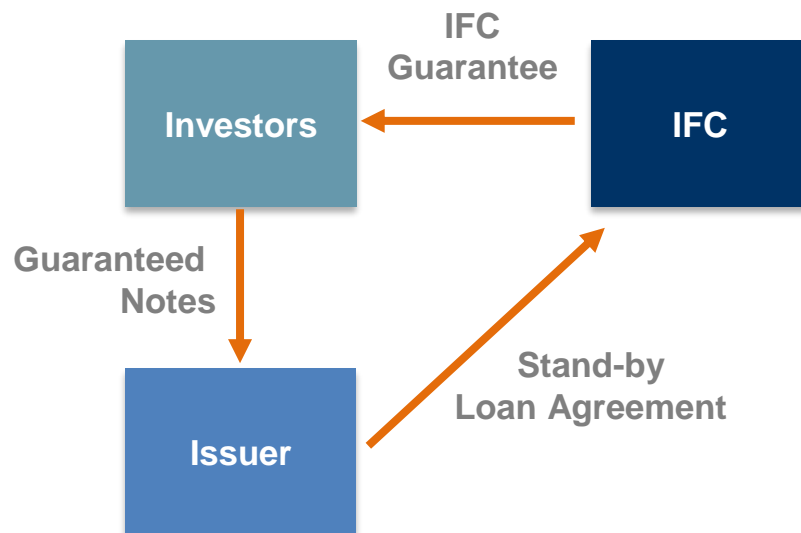 IFC
Guarantee
Investors
IFC
Guaranteed
Notes
Stand-by
Loan Agreement
Issuer